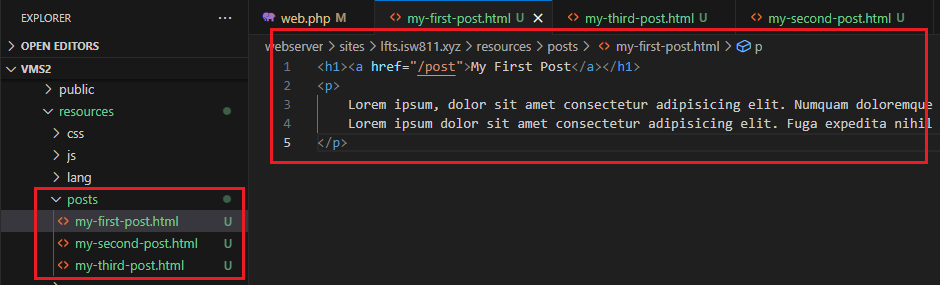 EXPLORER ...
OPEN EDITORS
VMS2
public
resources
css
js
lang
posts
my-first-post.html U
my-second-post.html U
my-third-post.html U
web.php M
my-first-post.html U
my-third-post.html U
my-second-post.html U
webserver > sites > lfts.isw811.xyz > resources > posts > <> my-first-post.html > p
1 <h1><a href="/post">My First Post</a></h1>
2 <p>
3 Lorem ipsum, dolor sit amet consectetur adipisicing elit. Numquam doloremque
4 Lorem ipsum dolor sit amet consectetur adipisicing elit. Fuga expedita nihil
5 </p>